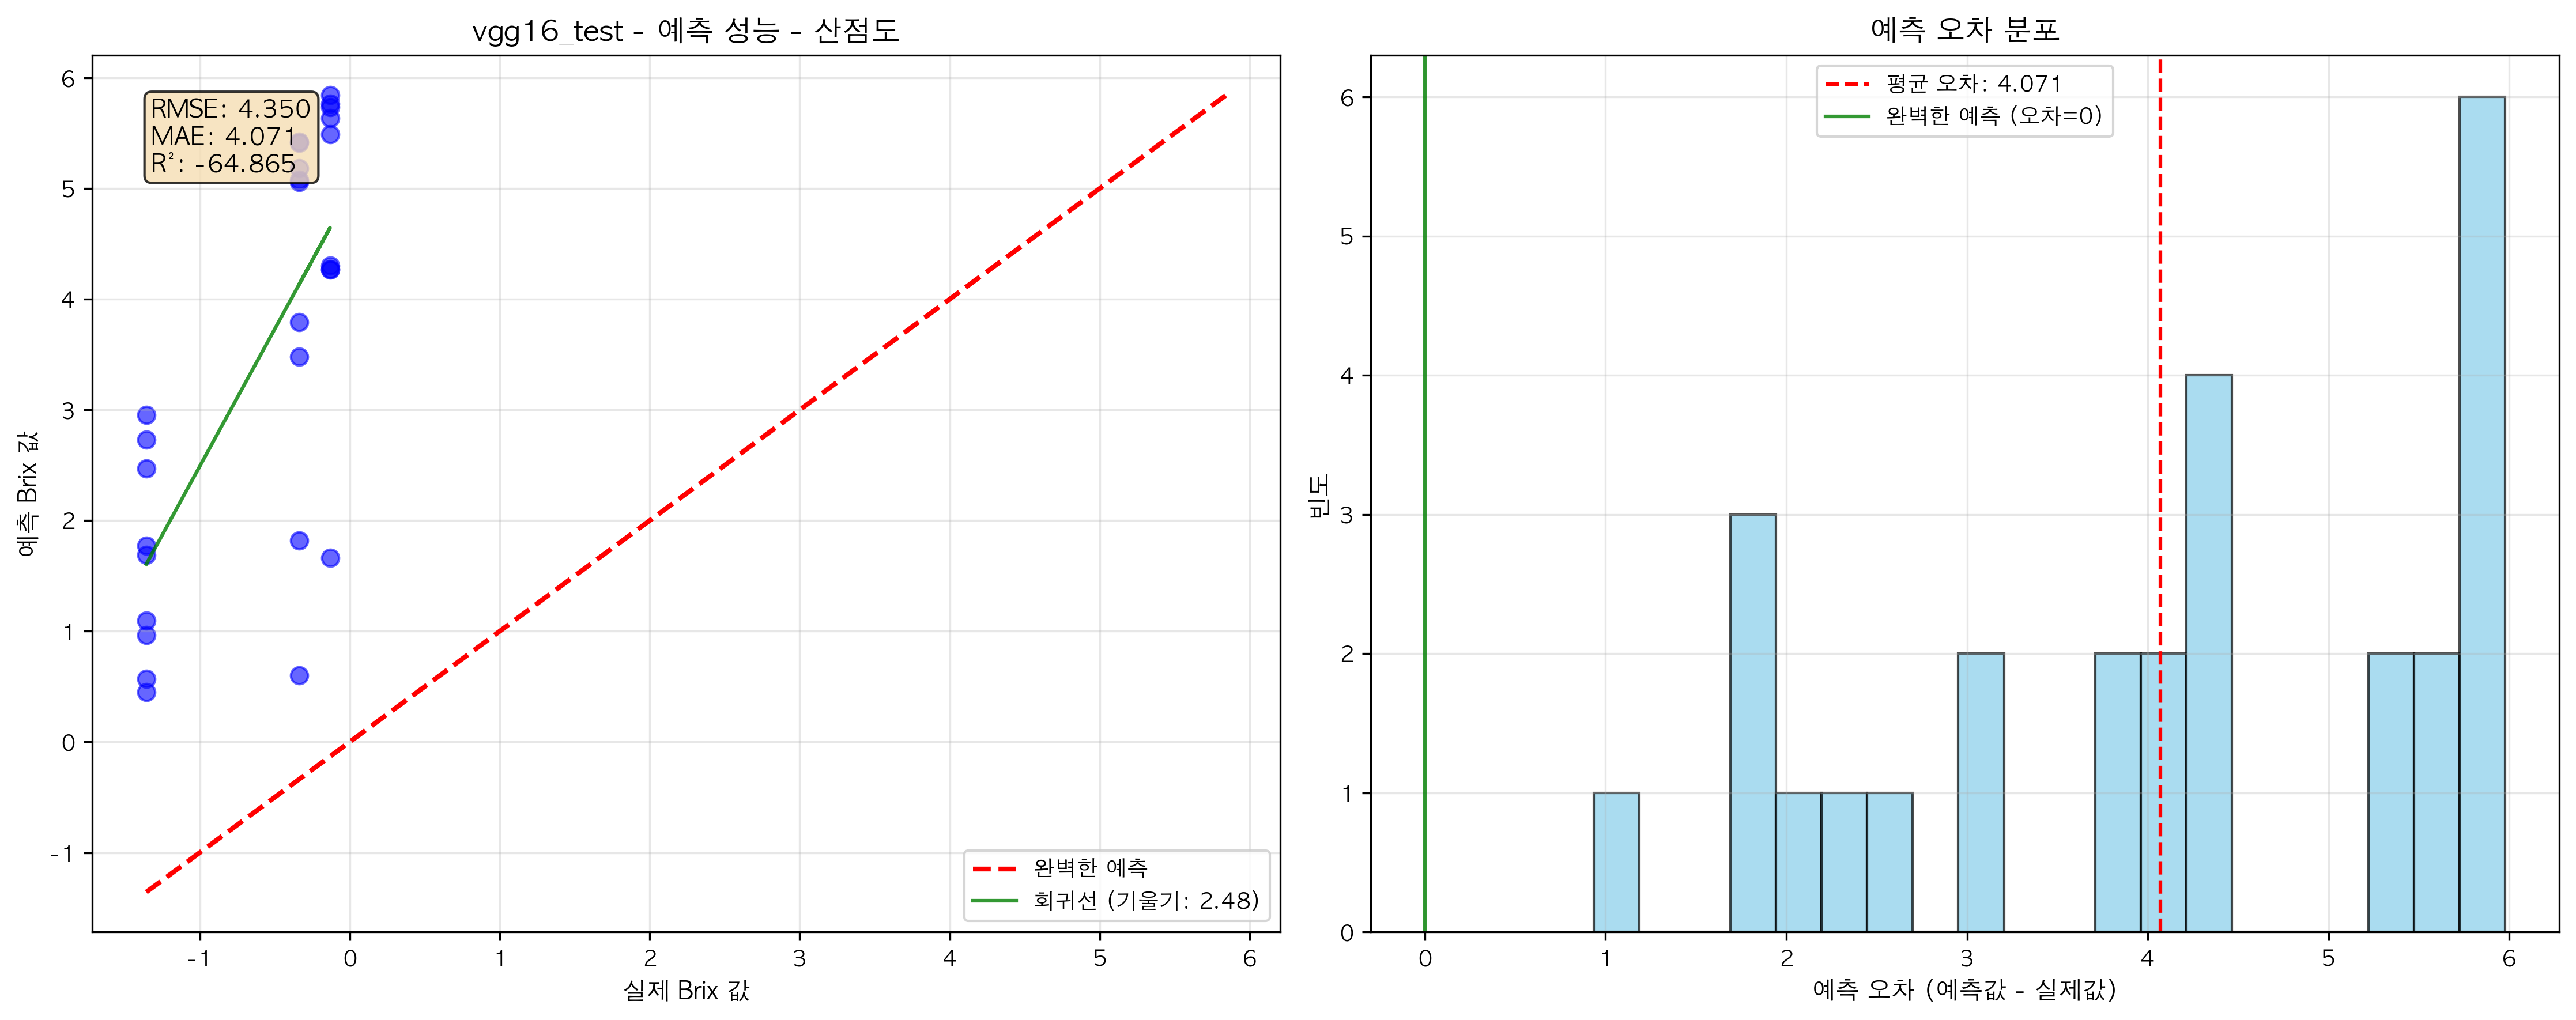 vgg16_test - 예측 성능 - 산점도
RMSE: 4.350
MAE: 4.071
R²: -64.865
예측 Brix 값
6
5
4
3
2
1
0
-1
-1 0 1 2 3 4 5 6
실제 Brix 값
완벽한 예측
회귀선 (기울기: 2.48)
예측 오차 분포
평균 오차: 4.071
완벽한 예측 (오차=0)
빈도
6
5
4
3
2
1
0
0 1 2 3 4 5 6
예측 오차 (예측값 - 실제값)